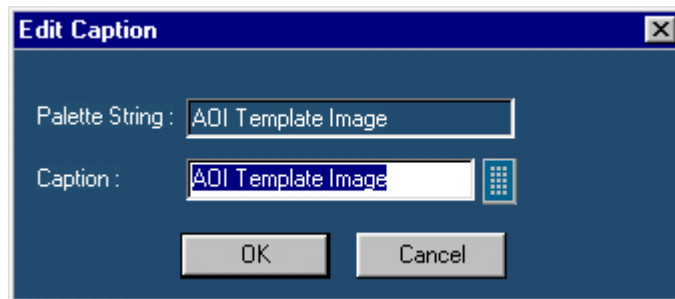 Edit Caption
Palette String : AOI Template Image
Caption : AOI Template Image
OK Cancel